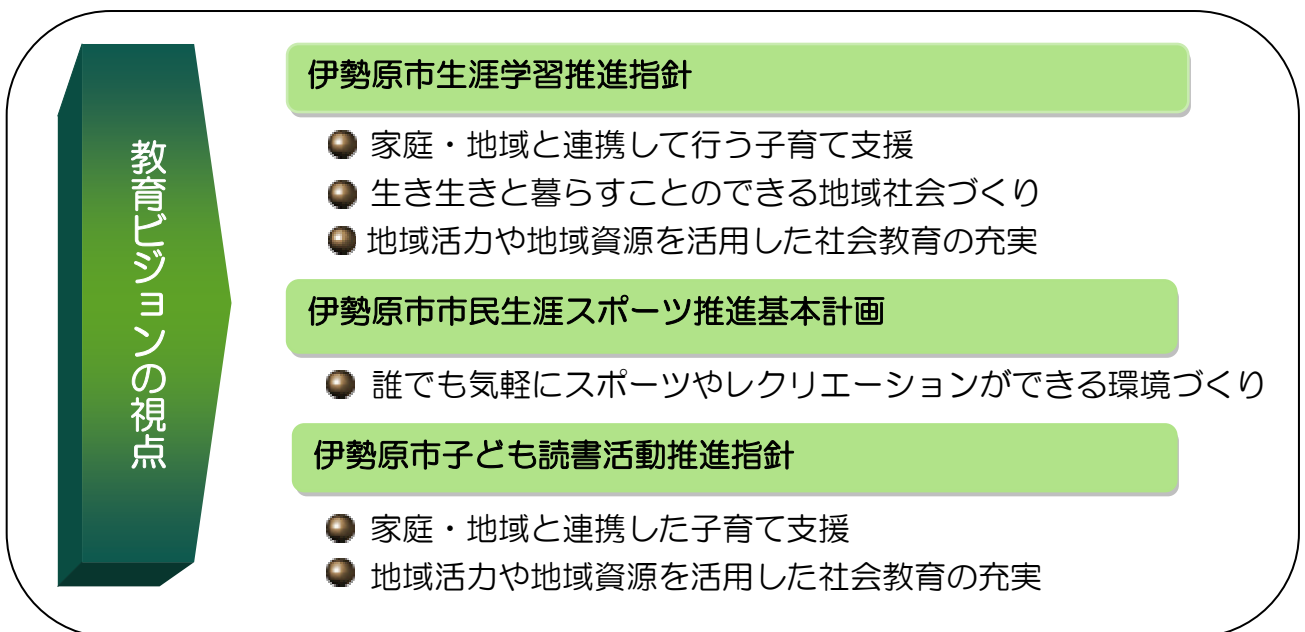 教育ビジョンの視点
伊勢原市生涯学習推進指針
家庭・地域と連携して行う子育て支援
生き生きと暮らすことのできる地域社会づくり
地域活力や地域資源を活用した社会教育の充実
伊勢原市市民生涯スポーツ推進基本計画
誰でも気軽にスポーツやレクリエーションができる環境づくり
伊勢原市子ども読書活動推進指針
家庭・地域と連携した子育て支援
地域活力や地域資源を活用した社会教育の充実